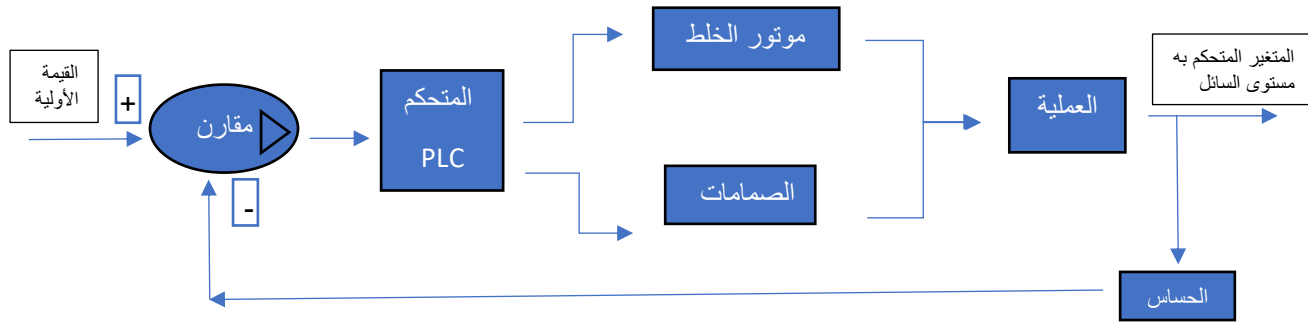 القيمة
الأولية
+
مقارن
-
المتحكم
PLC
موتور الخلط
الصمامات
العملية
المتغير المتحكم به
مستوى السائل
الحساس